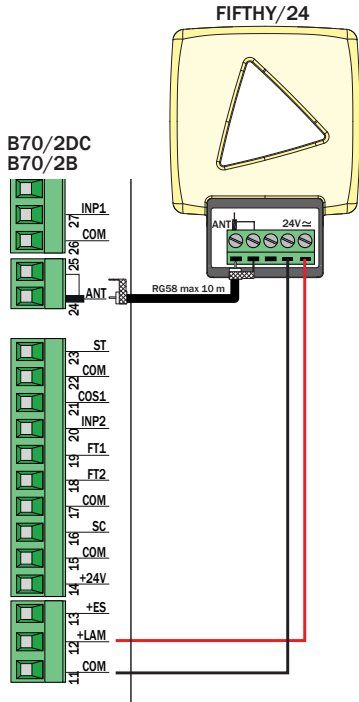 FIFTHY/24
B70/2DC
B70/2B
ANT
24V≃
27 INP1
26 COM
25
24 ANT
RG58 max 10 m
23 ST
22 COM
21 COS1
20 INP2
19 FT1
18 FT2
17 COM
16 SC
15 COM
14 +24V
13 +ES
12 +LAM
11 COM